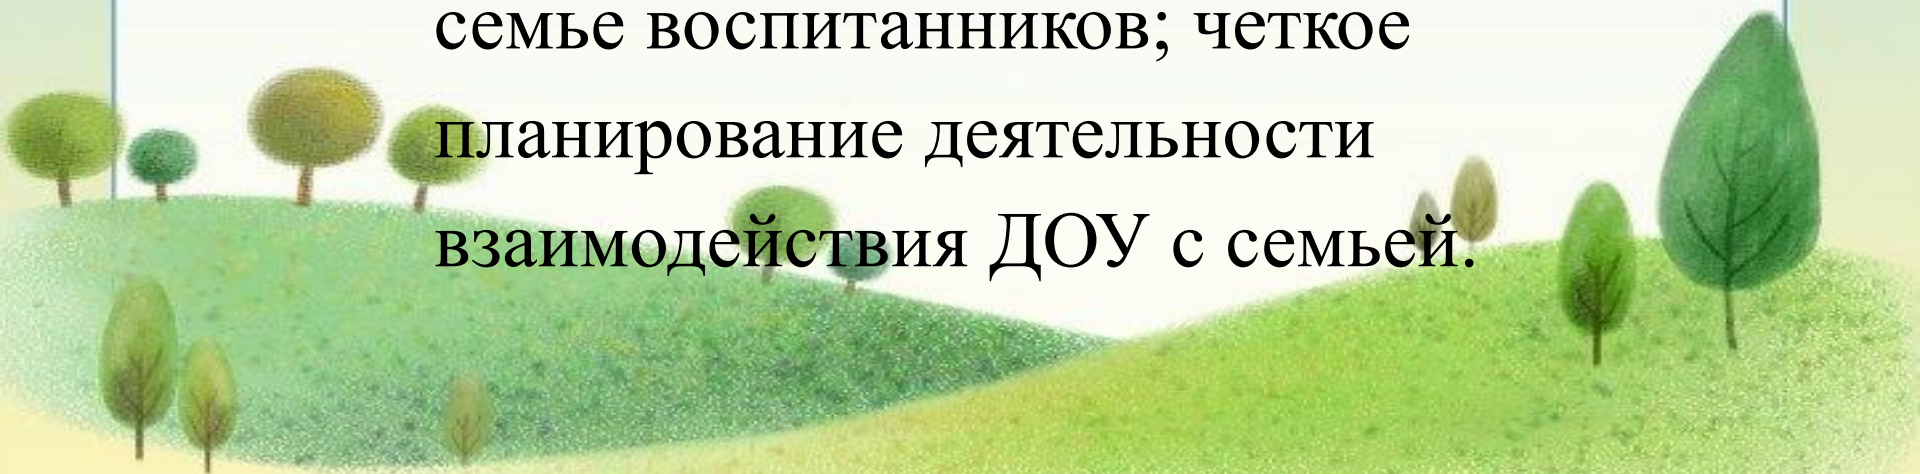 семье воспитанников; четкое
планирование деятельности
взаимодействия ДОУ с семьей.